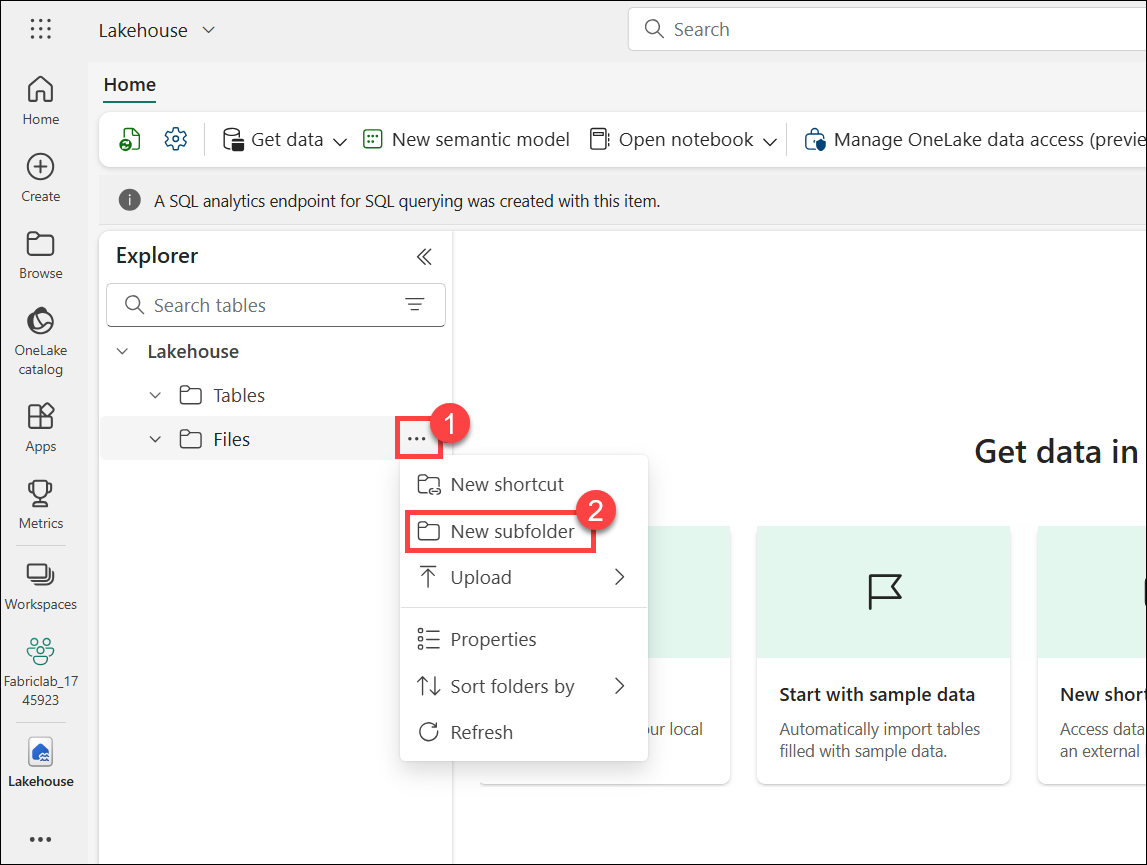 Lakehouse
Search
Home
Home
Create
Browse
OneLake
catalog
Apps
Metrics
Workspaces
Fabriclab_17
45923
Lakehouse
Get data
New semantic model
Open notebook
Manage OneLake data access (previe
A SQL analytics endpoint for SQL querying was created with this item.
Explorer
Search tables
Lakehouse
Tables
Files
1
New shortcut
New subfolder
2
Upload
Properties
Sort folders by
Refresh
Get data in
our local
Start with sample data
Automatically import tables
filled with sample data.
New short
Access data
an external